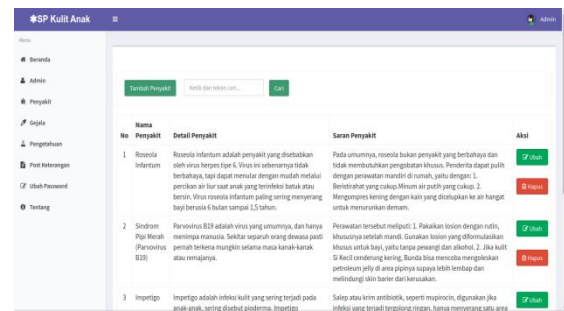 ✱SP Kulit Anak
Admin
Menu
Beranda
Admin
Penyakit
Gejala
Pengetahuan
Post Keterangan
Ubah Password
Tentang
Tambah Penyakit
Ketik dan tekan cari...
Cari
No
Nama
Penyakit
Detail Penyakit
Saran Penyakit
Aksi
1
Roseola
Infantum
Roseola infantum adalah penyakit yang disebabkan
oleh virus herpes tipe 6. Virus ini sebenarnya tidak
berbahaya, tapi dapat menular dengan mudah melalui
percikan air liur saat anak yang terinfeksi batuk atau
bersin. Virus roseola infantum paling sering menyerang
bayi berusia 6 bulan sampai 1,5 tahun.
Pada umumnya, roseola bukan penyakit yang berbahaya dan
tidak membutuhkan pengobatan khusus. Penderita dapat pulih
dengan perawatan mandiri di rumah, yaitu dengan: 1.
Beristirahat yang cukup.Minum air putih yang cukup. 2.
Mengompres kening dengan kain yang dicelupkan ke air hangat
untuk menurunkan demam.
Ubah
Hapus
2
Sindrom
Pipi Merah
(Parvovirus
B19)
Parvovirus B19 adalah virus yang umumnya, dan hanya
menimpa manusia. Sekitar separuh orang dewasa pasti
pernah terkena mungkin selama masa kanak-kanak
atau remajanya.
Perawatan tersebut meliputi: 1. Pakaikan losion dengan rutin,
khususnya setelah mandi. Gunakan losion yang diformulasikan
khusus untuk bayi, yaitu tanpa pewangi dan alkohol. 2. Jika kulit
Si Kecil cenderung kering, Bunda bisa mencoba mengoleskan
petroleum jelly di area pipinya supaya lebih lembap dan
melindungi skin barier dari kerusakan.
Ubah
Hapus
3
Impetigo
Impetigo adalah infeksi kulit yang sering terjadi pada
anak-anak, sering disebut pioderma. Impetigo
Salep atau krim antibiotik, seperti mupirocin, digunakan jika
infeksi yang terjadi tergolong ringan, hanya menyerang satu area
Ubah